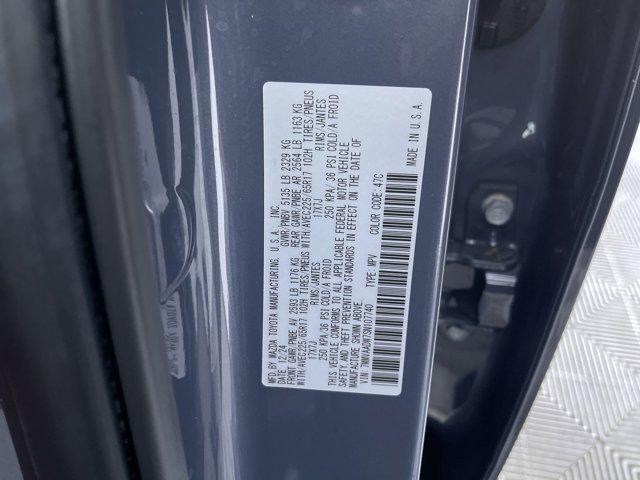 MFD.BY MAZDA TOYOTA MANUFACTURING, U.S.A. INC.
DATE: 12/24 GVWR/PNBV 5135 LB 2329 KG
FRONT GAWR/PNBE AV 2593 LB 1176 KG REAR GAWR/PNBE AR 2564 LB 1163 KG
WITH/AVEC225/65R17 102H TIRES/PNEUS WITH/AVEC225/65R17 102H TIRES/PNEUS
17X7J RIMS/JANTES 17X7J RIMS/JANTES
250 KPA/36 PSI COLD/A FROID 250 KPA/ 36 PSI COLD/A FROID
THIS VEHICLE CONFORMS TO ALL APPLICABLE FEDERAL MOTOR VEHICLE
SAFETY AND THEFT PREVENTION STANDARDS IN EFFECT ON THE DATE OF
MANUFACTURE SHOWN ABOVE.
VIN: TYPE: MPV COLOR CODE: 47C
MADE IN U.S.A.